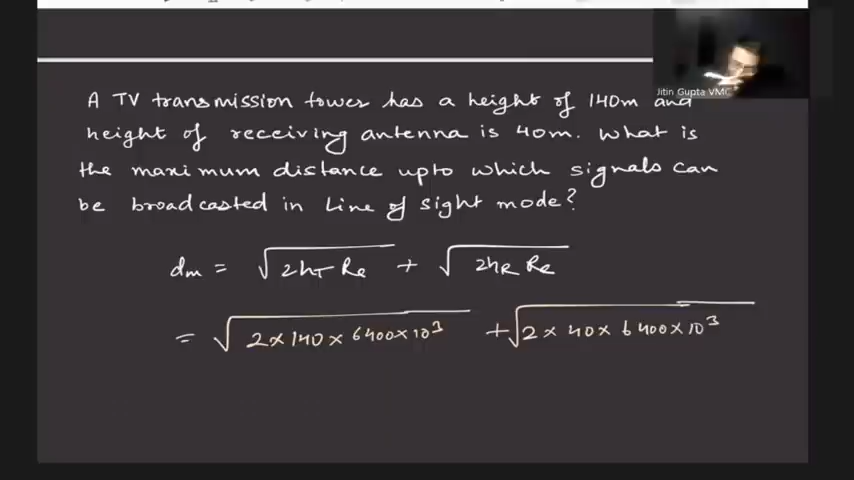 Jitin Gupta VMC
A TV transmission tower has a height of 140m and
height of receiving antenna is 40m. What is
the maximum distance upto which signals can
be broadcasted in Line of sight mode?
dm = √2hT Re + √2hR Re
= √2×140×6400×10³ + √2×40×6400×10³